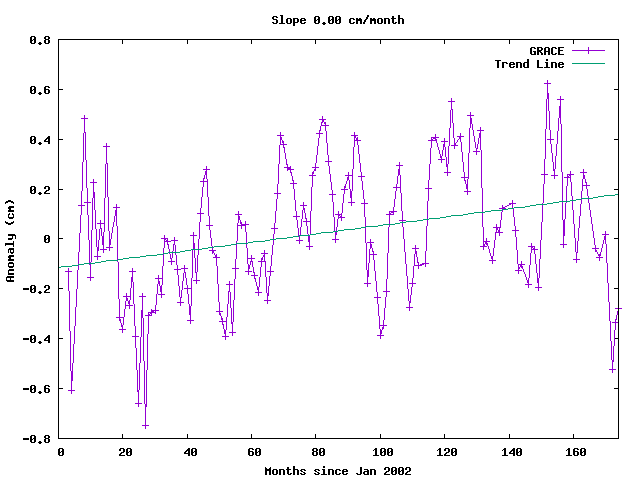 Slope 0.00 cm/month
GRACE
Trend Line
0.8
0.6
0.4
0.2
0
-0.2
-0.4
-0.6
-0.8
Anomaly (cm)
0 20 40 60 80 100 120 140 160
Months since Jan 2002